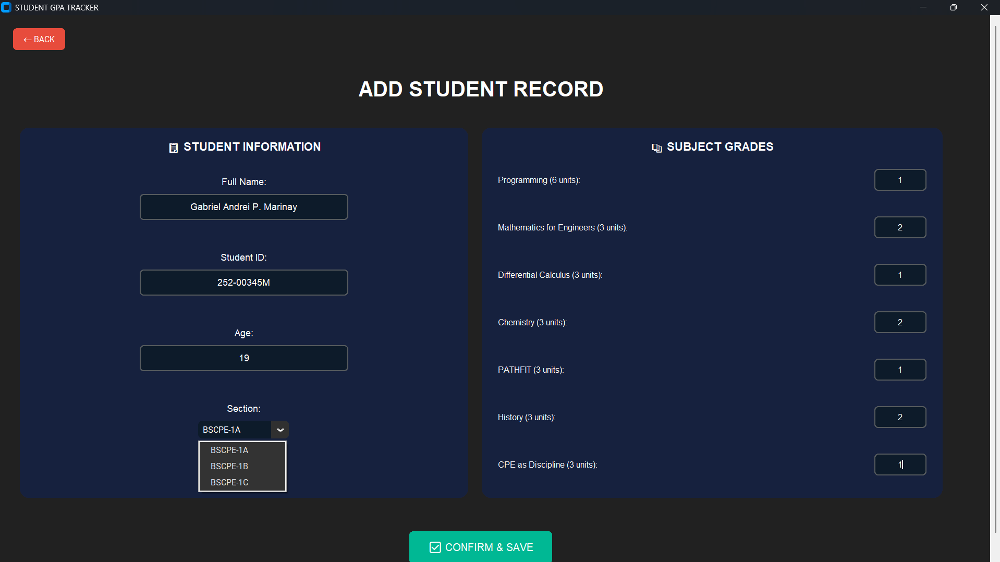 STUDENT GPA TRACKER
← BACK
ADD STUDENT RECORD
STUDENT INFORMATION
Full Name:
Gabriel Andrei P. Marinay
Student ID:
252-00345M
Age:
19
Section:
BSCPE-1A
BSCPE-1A
BSCPE-1B
BSCPE-1C
SUBJECT GRADES
Programming (6 units): 1
Mathematics for Engineers (3 units): 2
Differential Calculus (3 units): 1
Chemistry (3 units): 2
PATHFIT (3 units): 1
History (3 units): 2
CPE as Discipline (3 units): 1
CONFIRM & SAVE